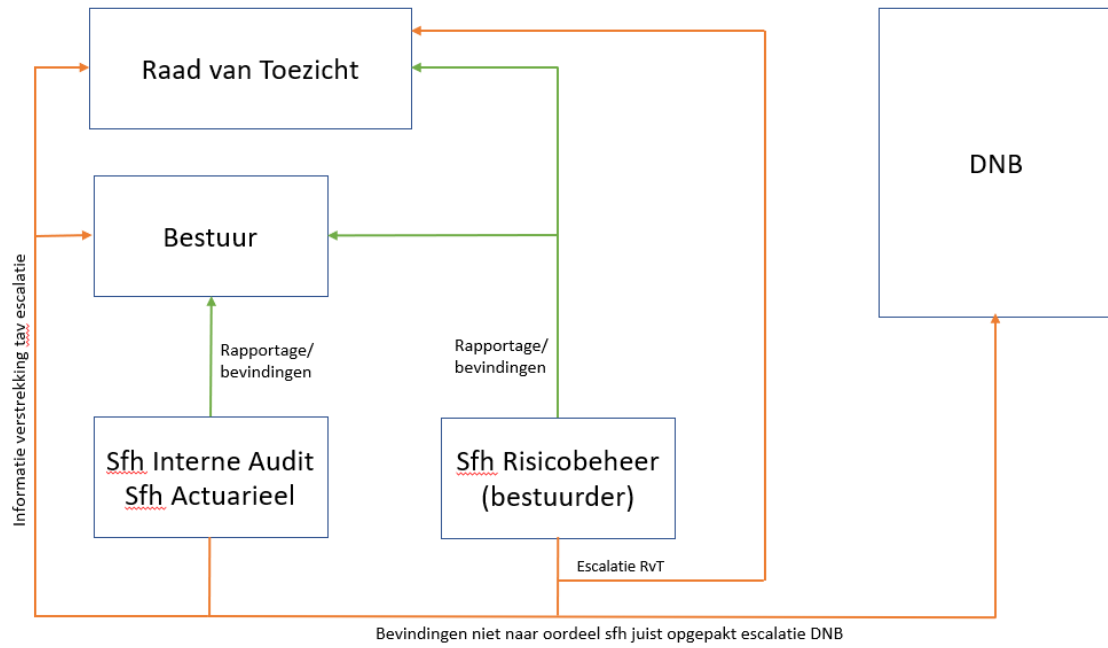 Raad van Toezicht
DNB
Bestuur
Informatie verstrekking tav escalatie
Rapportage/
bevindingen
Rapportage/
bevindingen
Sfh Interne Audit
Sfh Actuarieel
Sfh Risicobeheer
(bestuurder)
Escalatie RvT
Bevindingen niet naar oordeel sfh juist opgepakt escalatie DNB